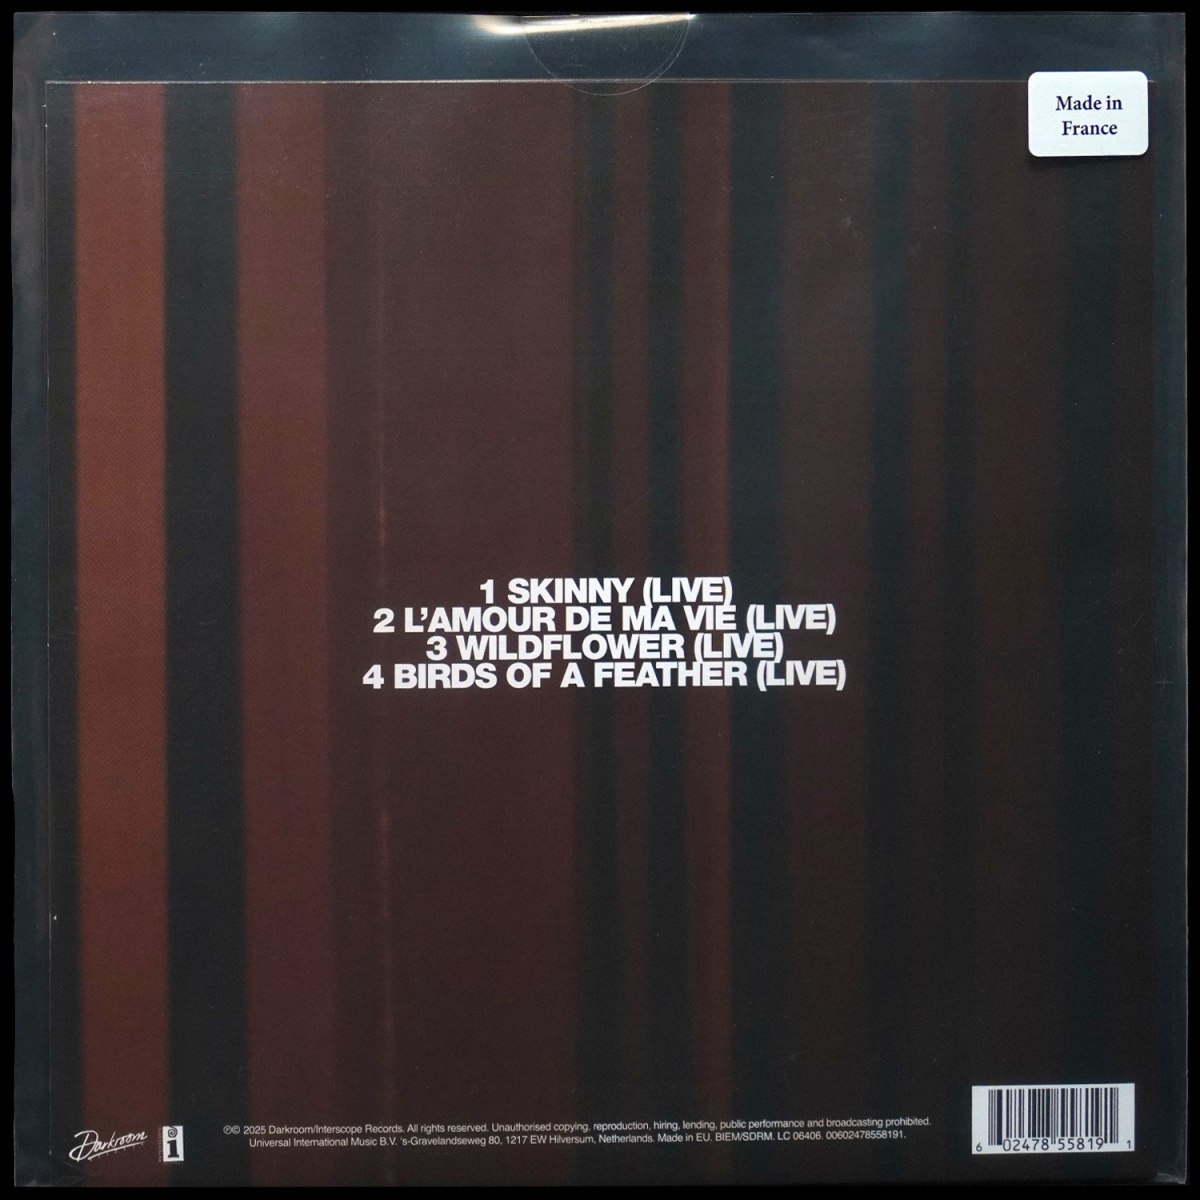 Made in
France
1 SKINNY (LIVE)
2 L'AMOUR DE MA VIE (LIVE)
3 WILDFLOWER (LIVE)
4 BIRDS OF A FEATHER (LIVE)
Darkroom
i
℗© 2025 Darkroom/Interscope Records. All rights reserved. Unauthorised copying, reproduction, hiring, lending, public performance and broadcasting prohibited.
Universal International Music B.V. 's-Gravelandseweg 80, 1217 EW Hilversum, Netherlands. Made in EU. BIEM/SDRM. LC 06406. 00602478558191.
6 02478 55819 1